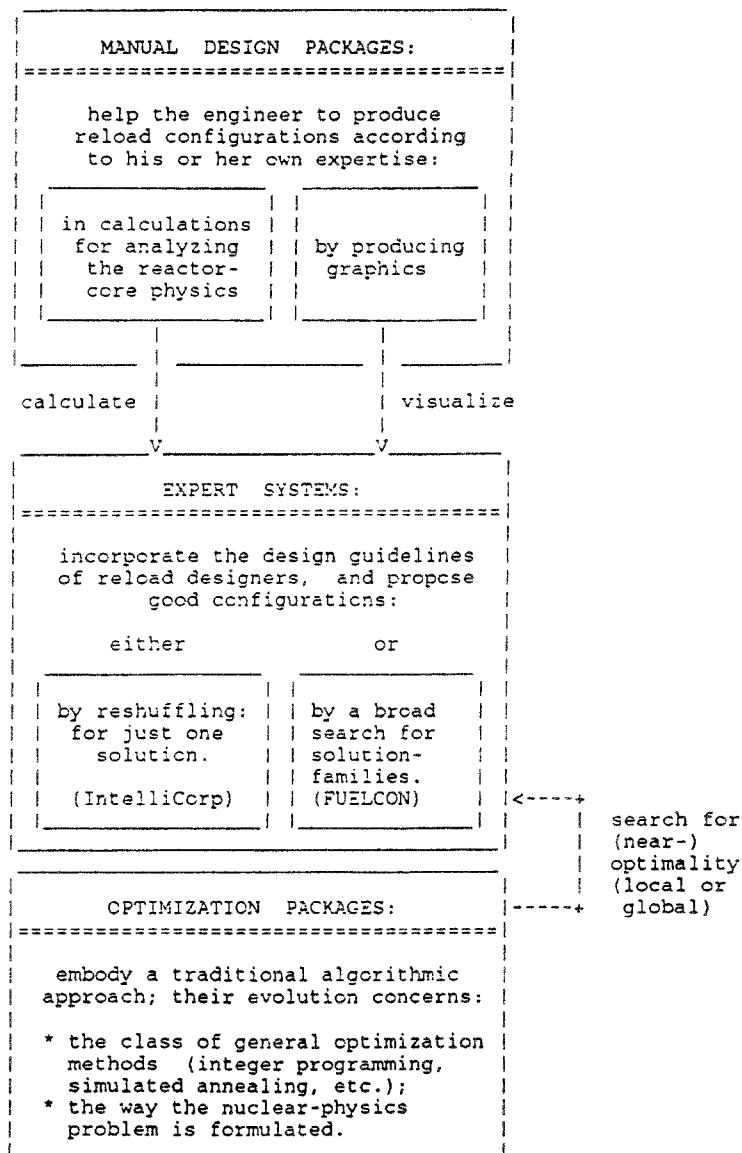 MANUAL DESIGN PACKAGES:
help the engineer to produce
reload configurations according
to his or her own expertise:
in calculations
for analyzing
the reactor-
core physics
by producing
graphics
calculate
visualize
EXPERT SYSTEMS:
incorporate the design guidelines
of reload designers, and propose
good configurations:
either
or
by reshuffling:
for just one
solution.
(IntelliCorp)
by a broad
search for
solution-
families.
(FUELCON)
search for
(near-)
optimality
(local or
global)
OPTIMIZATION PACKAGES:
embody a traditional algorithmic
approach; their evolution concerns:
* the class of general optimization
methods (integer programming,
simulated annealing, etc.);
* the way the nuclear-physics
problem is formulated.